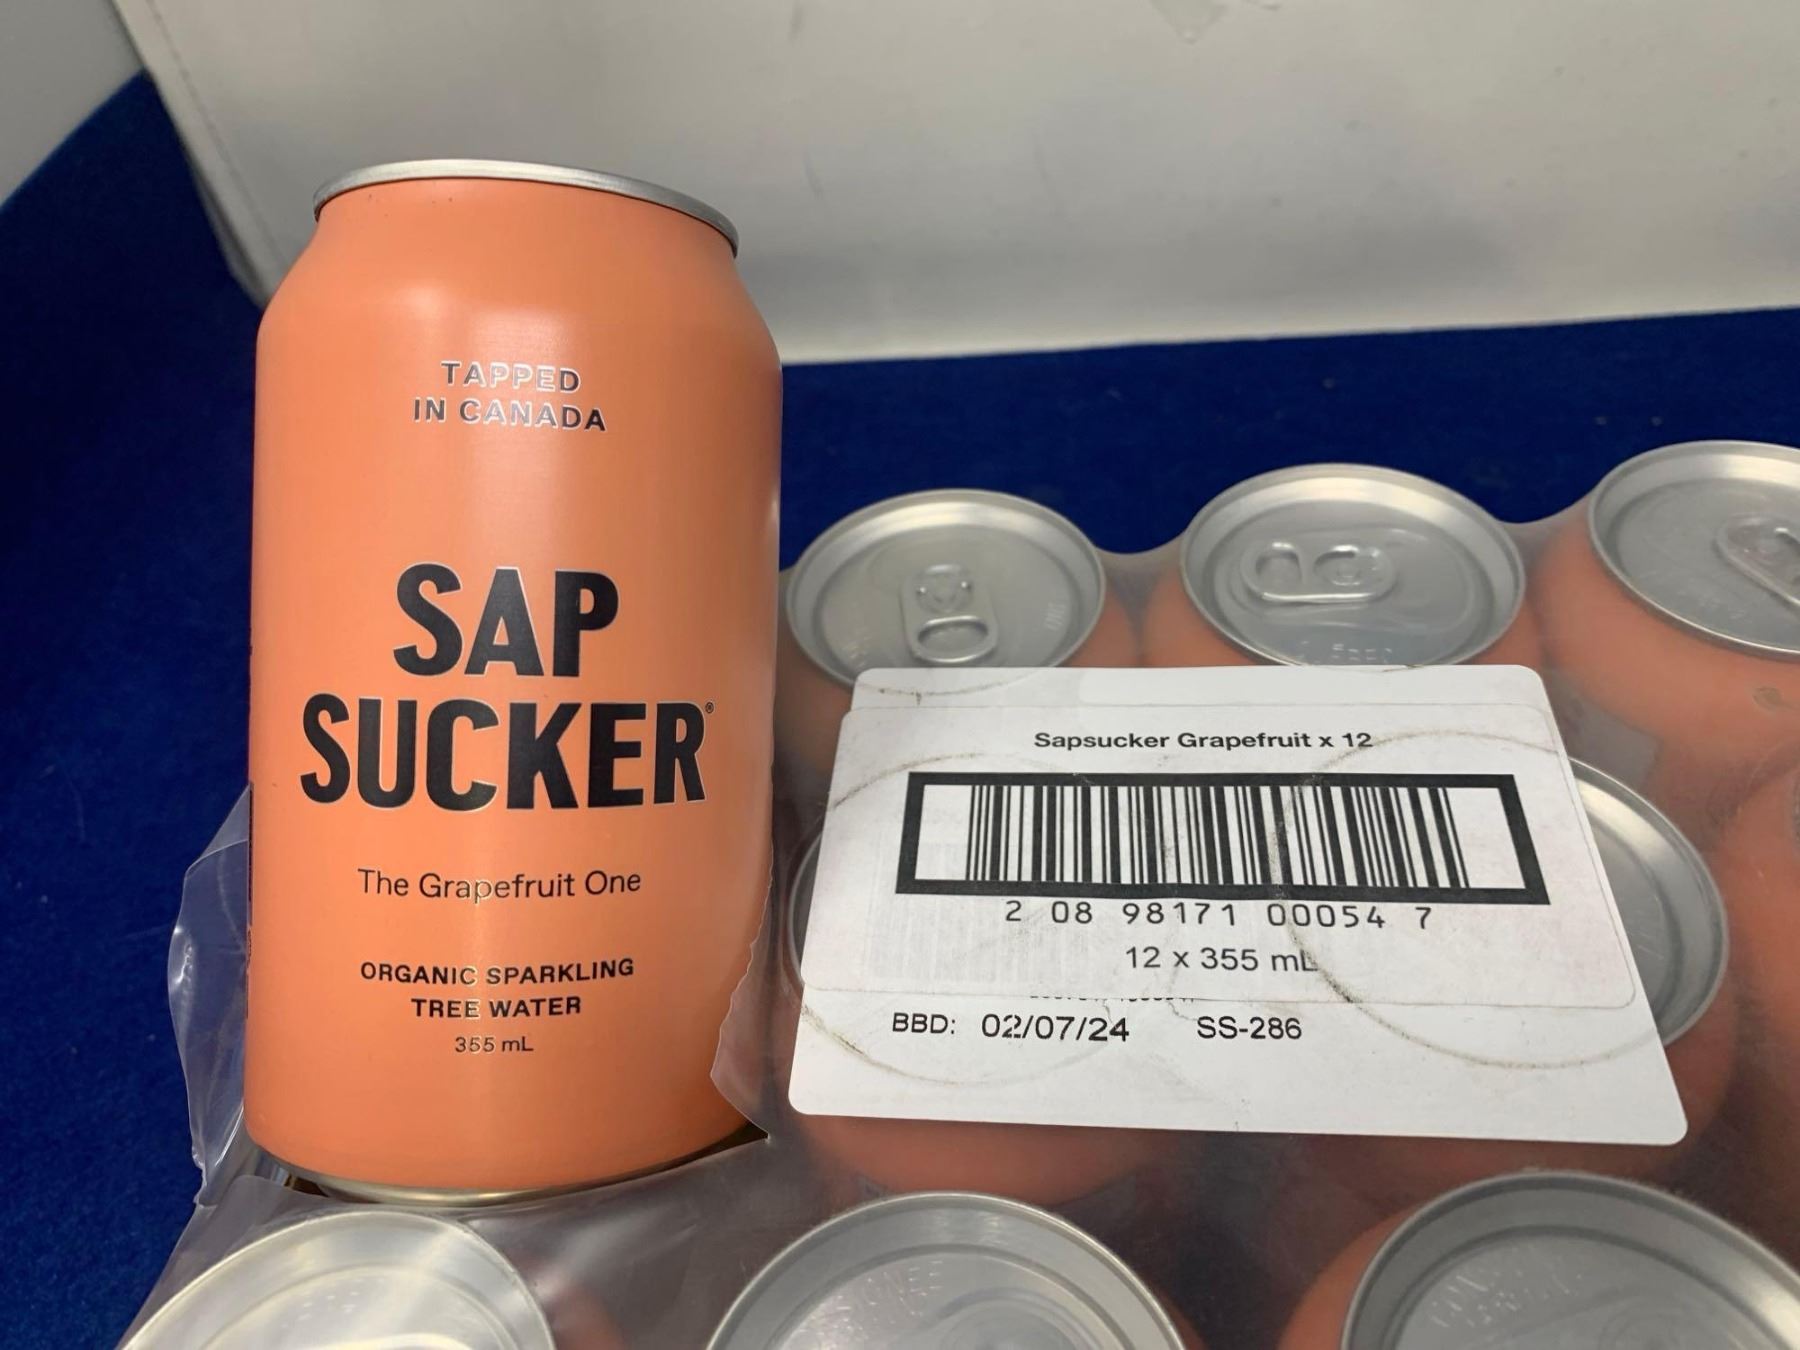 TAPPED
IN CANADA
SAP
SUCKER®
The Grapefruit One
ORGANIC SPARKLING
TREE WATER
355 mL
Sapsucker Grapefruit x 12
2 08 98171 00054 7
12 x 355 mL
BBD: 02/07/24 SS-286